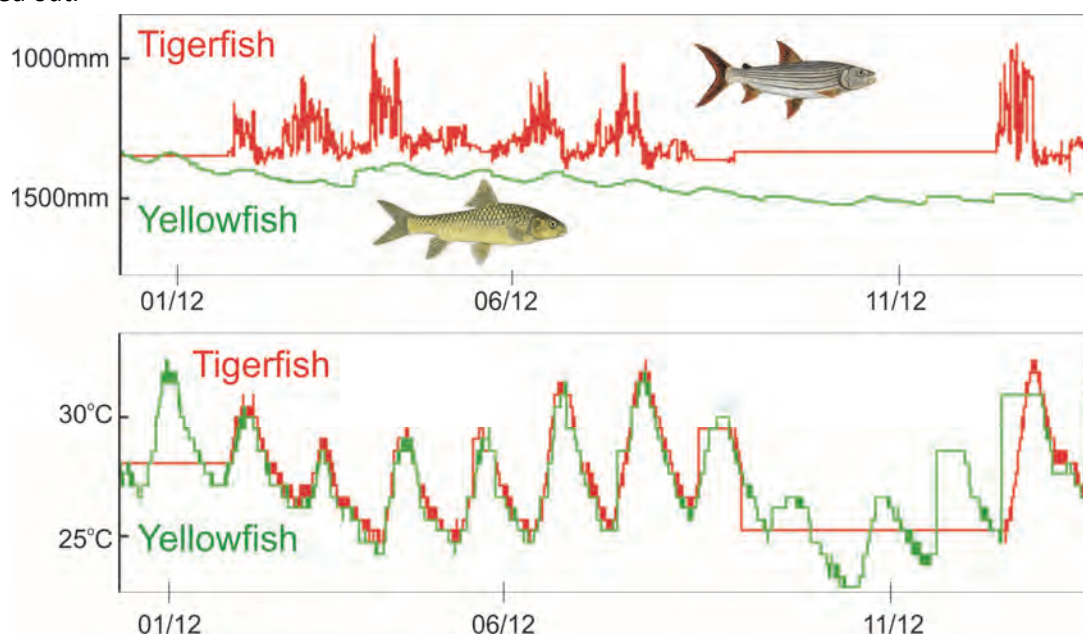 out.
Tigerfish
1000mm
1500mm
Yellowfish
01/12 06/12 11/12
Tigerfish
30°C
25°C
Yellowfish
01/12 06/12 11/12